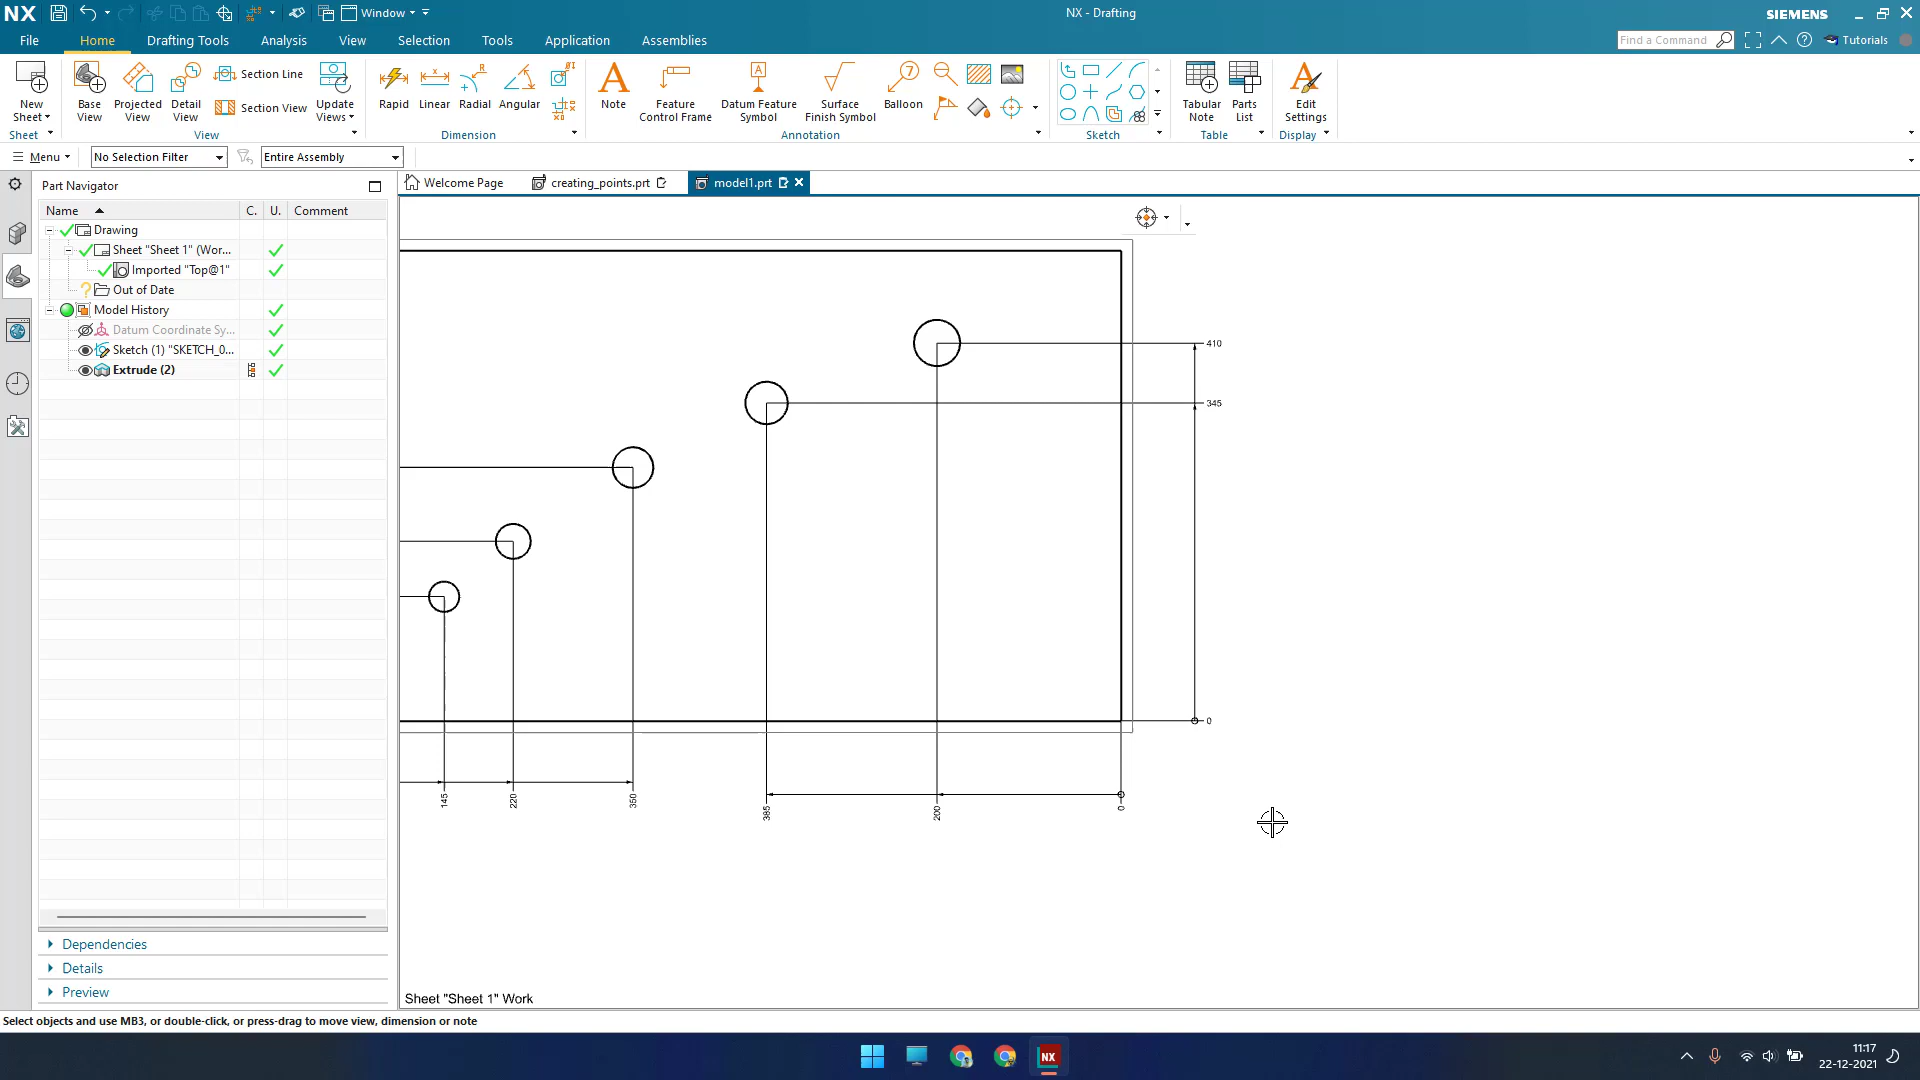 NX
Window
NX - Drafting
SIEMENS
File
Home
Drafting Tools
Analysis
View
Selection
Tools
Application
Assemblies
Find a Command
Tutorials
New
Sheet
Base
View
Projected
View
Detail
View
Section Line
Section View
Update
Views
Rapid
Linear
Radial
Angular
Note
Feature
Control Frame
Datum Feature
Symbol
Surface
Finish Symbol
Balloon
Tabular
Note
Parts
List
Edit
Settings
Sheet
View
Dimension
Annotation
Sketch
Table
Display
Menu
No Selection Filter
Entire Assembly
Part Navigator
Welcome Page
creating_points.prt
model1.prt
Name
C.
U.
Comment
Drawing
Sheet "Sheet 1" (Wor...
Imported "Top@1"
Out of Date
Model History
Datum Coordinate Sy...
Sketch (1) "SKETCH_0...
Extrude (2)
410
345
0
145
220
350
385
200
0
Dependencies
Details
Preview
Sheet "Sheet 1" Work
Select objects and use MB3, or double-click, or press-drag to move view, dimension or note
NX
11:17
22-12-2021